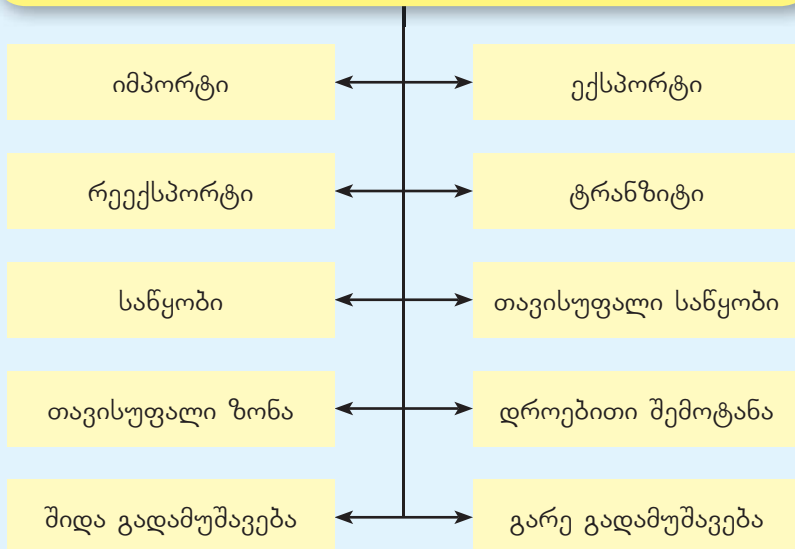 იმპორტი
ექსპორტი
რეექსპორტი
ტრანზიტი
საწყობი
თავისუფალი საწყობი
თავისუფალი ზონა
დროებითი შემოტანა
შიდა გადამუშავება
გარე გადამუშავება